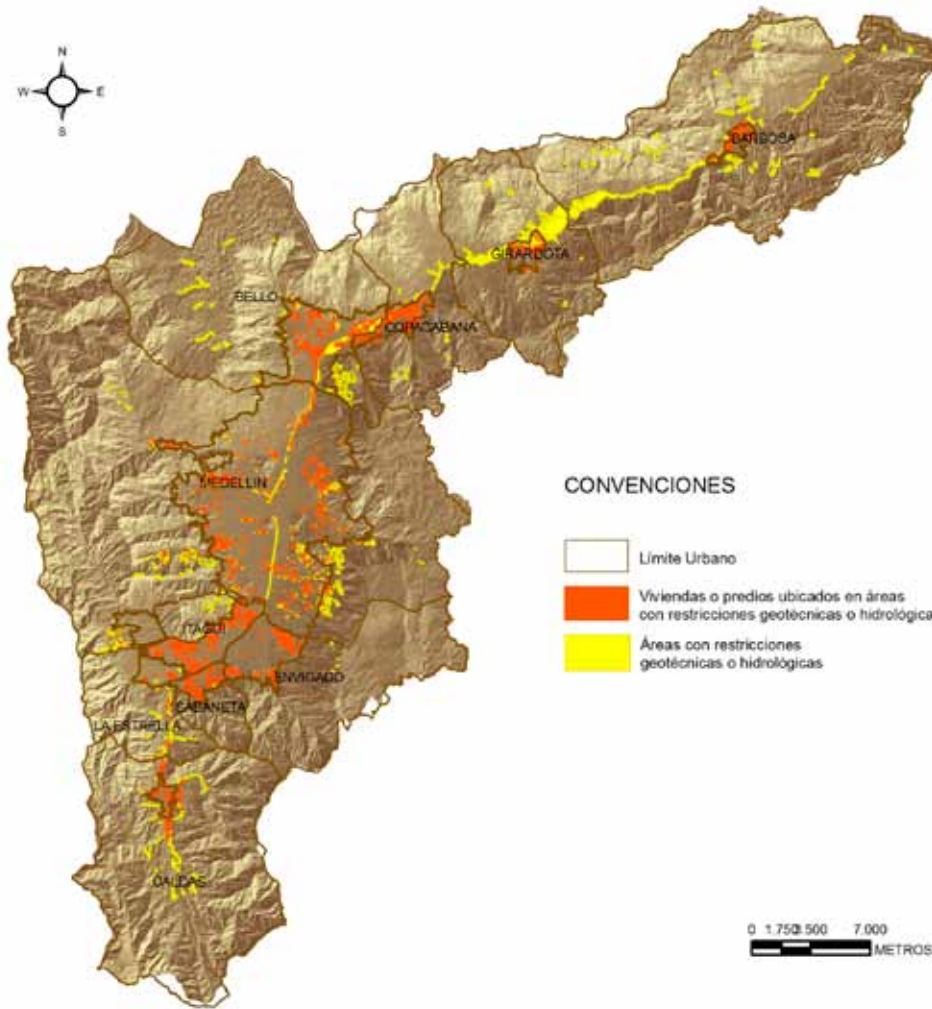 N
W E
S
BARBOSA
GIRARDOTA
BELLO
COPACABANA
MEDELLIN
ITAGUI
ENVIGADO
SABANETA
LA ESTRELLA
CALDAS
CONVENCIONES
Límite Urbano
Viviendas o predios ubicados en áreas
con restricciones geotécnicas o hidrológica
Áreas con restricciones
geotécnicas o hidrológicas
0 1.750 3.500 7.000
METROS